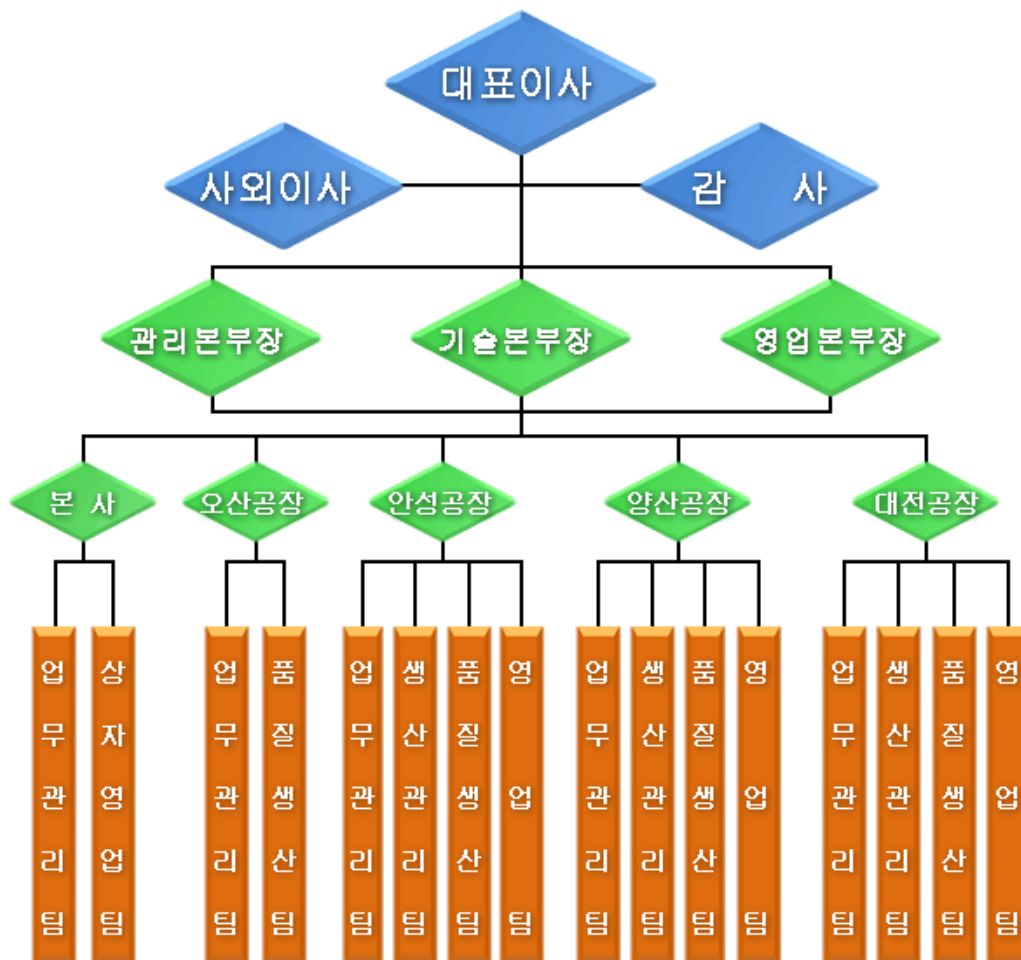 대표이사
사외이사
감 사
관리본부장
기술본부장
영업본부장
본 사
오산공장
안성공장
양산공장
대전공장
업무관리팀
상자영업팀
업무관리팀
품질생산팀
업무관리팀
생산관리팀
품질생산팀
영업팀
업무관리팀
생산관리팀
품질생산팀
영업팀
업무관리팀
생산관리팀
품질생산팀
영업팀